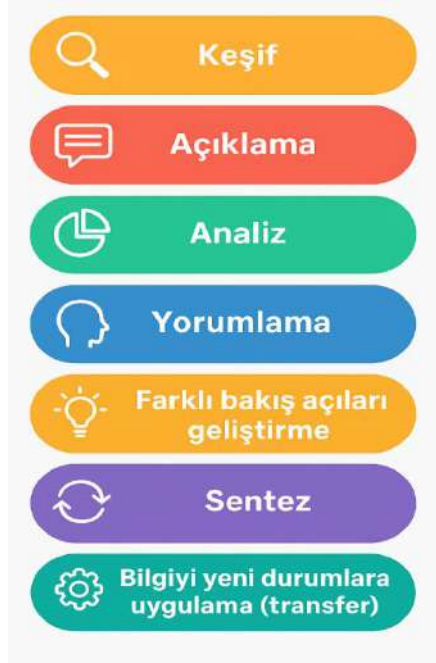 Keşif
Açıklama
Analiz
Yorumlama
Farklı bakış açıları
geliştirme
Sentez
Bilgiyi yeni durumlara
uygulama (transfer)